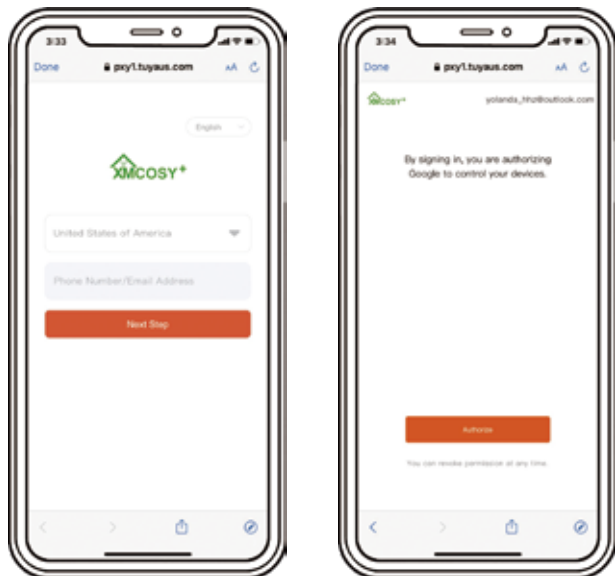 3:33
Done pxy1.tuyaus.com AA
English
XMCOSY+
United States of America
Phone Number/Email Address
Next Step
3:34
Done pxy1.tuyaus.com AA
XMCOSY+
yolanda_hhz@outlook.com
By signing in, you are authorizing
Google to control your devices.
Authorize
You can revoke permission at any time.